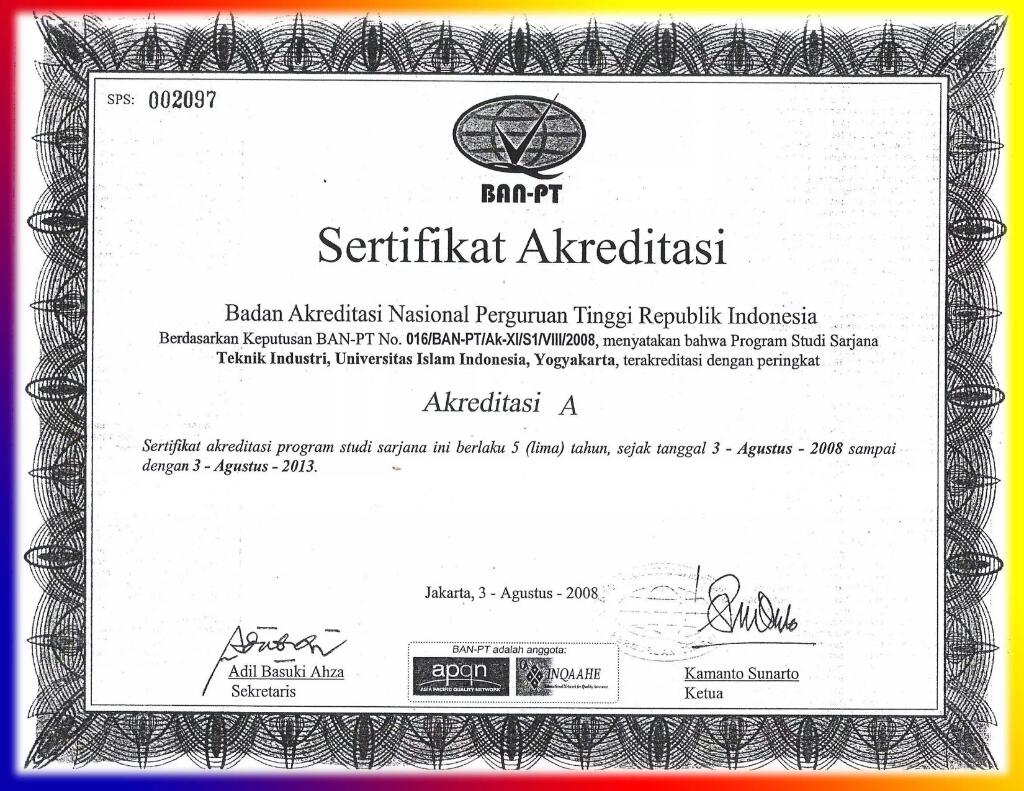 SPS: 002097
BAN-PT
Sertifikat Akreditasi
Badan Akreditasi Nasional Perguruan Tinggi Republik Indonesia
Berdasarkan Keputusan BAN-PT No. 016/BAN-PT/Ak-XI/S1/VIII/2008, menyatakan bahwa Program Studi Sarjana
Teknik Industri, Universitas Islam Indonesia, Yogyakarta, terakreditasi dengan peringkat
Akreditasi A
Sertifikat akreditasi program studi sarjana ini berlaku 5 (lima) tahun, sejak tanggal 3 - Agustus - 2008 sampai
dengan 3 - Agustus - 2013.
Jakarta, 3 - Agustus - 2008
BAN-PT adalah anggota:
apqn
ASIA PACIFIC QUALITY NETWORK
INQAAHE
Adil Basuki Ahza
Sekretaris
Kamanto Sunarto
Ketua